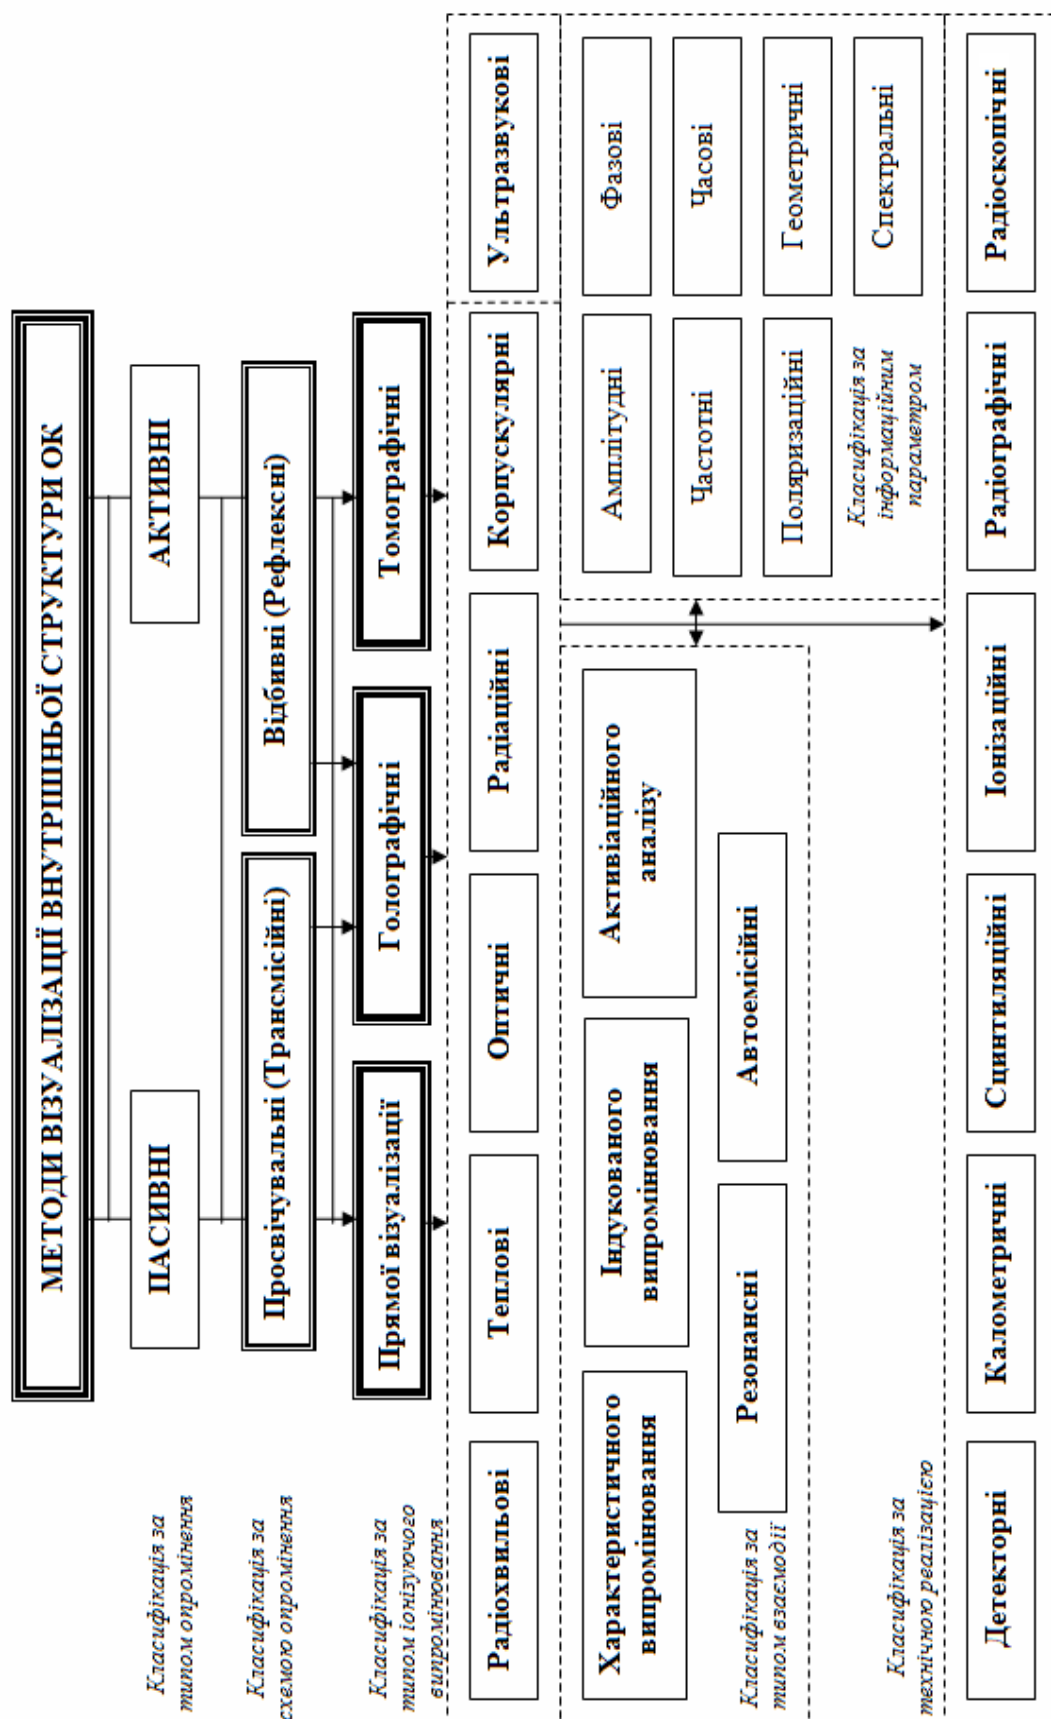 МЕТОДИ ВІЗУАЛІЗАЦІЇ ВНУТРІШНЬОЇ СТРУКТУРИ ОК
Класифікація за
типом опромінення
ПАСИВНІ
АКТИВНІ
Класифікація за
схемою опромінення
Просвічувальні (Трансмісійні)
Відбивні (Рефлексні)
Класифікація за
типом іонізуючого
випромінювання
Прямої візуалізації
Голографічні
Томографічні
Радіохвильові
Теплові
Оптичні
Радіаційні
Корпускулярні
Ультразвукові
Характеристичного
випромінювання
Індукованого
випромінювання
Активіаційного
аналізу
Резонансні
Автоемісійні
Класифікація за
типом взаємодії
Амплітудні
Фазові
Частотні
Часові
Поляризаційні
Геометричні
Класифікація за
інформаційним
параметром
Спектральні
Класифікація за
технічною реалізацією
Детекторні
Калометричні
Сцинтиляційні
Іонізаційні
Радіографічні
Радіоскопічні